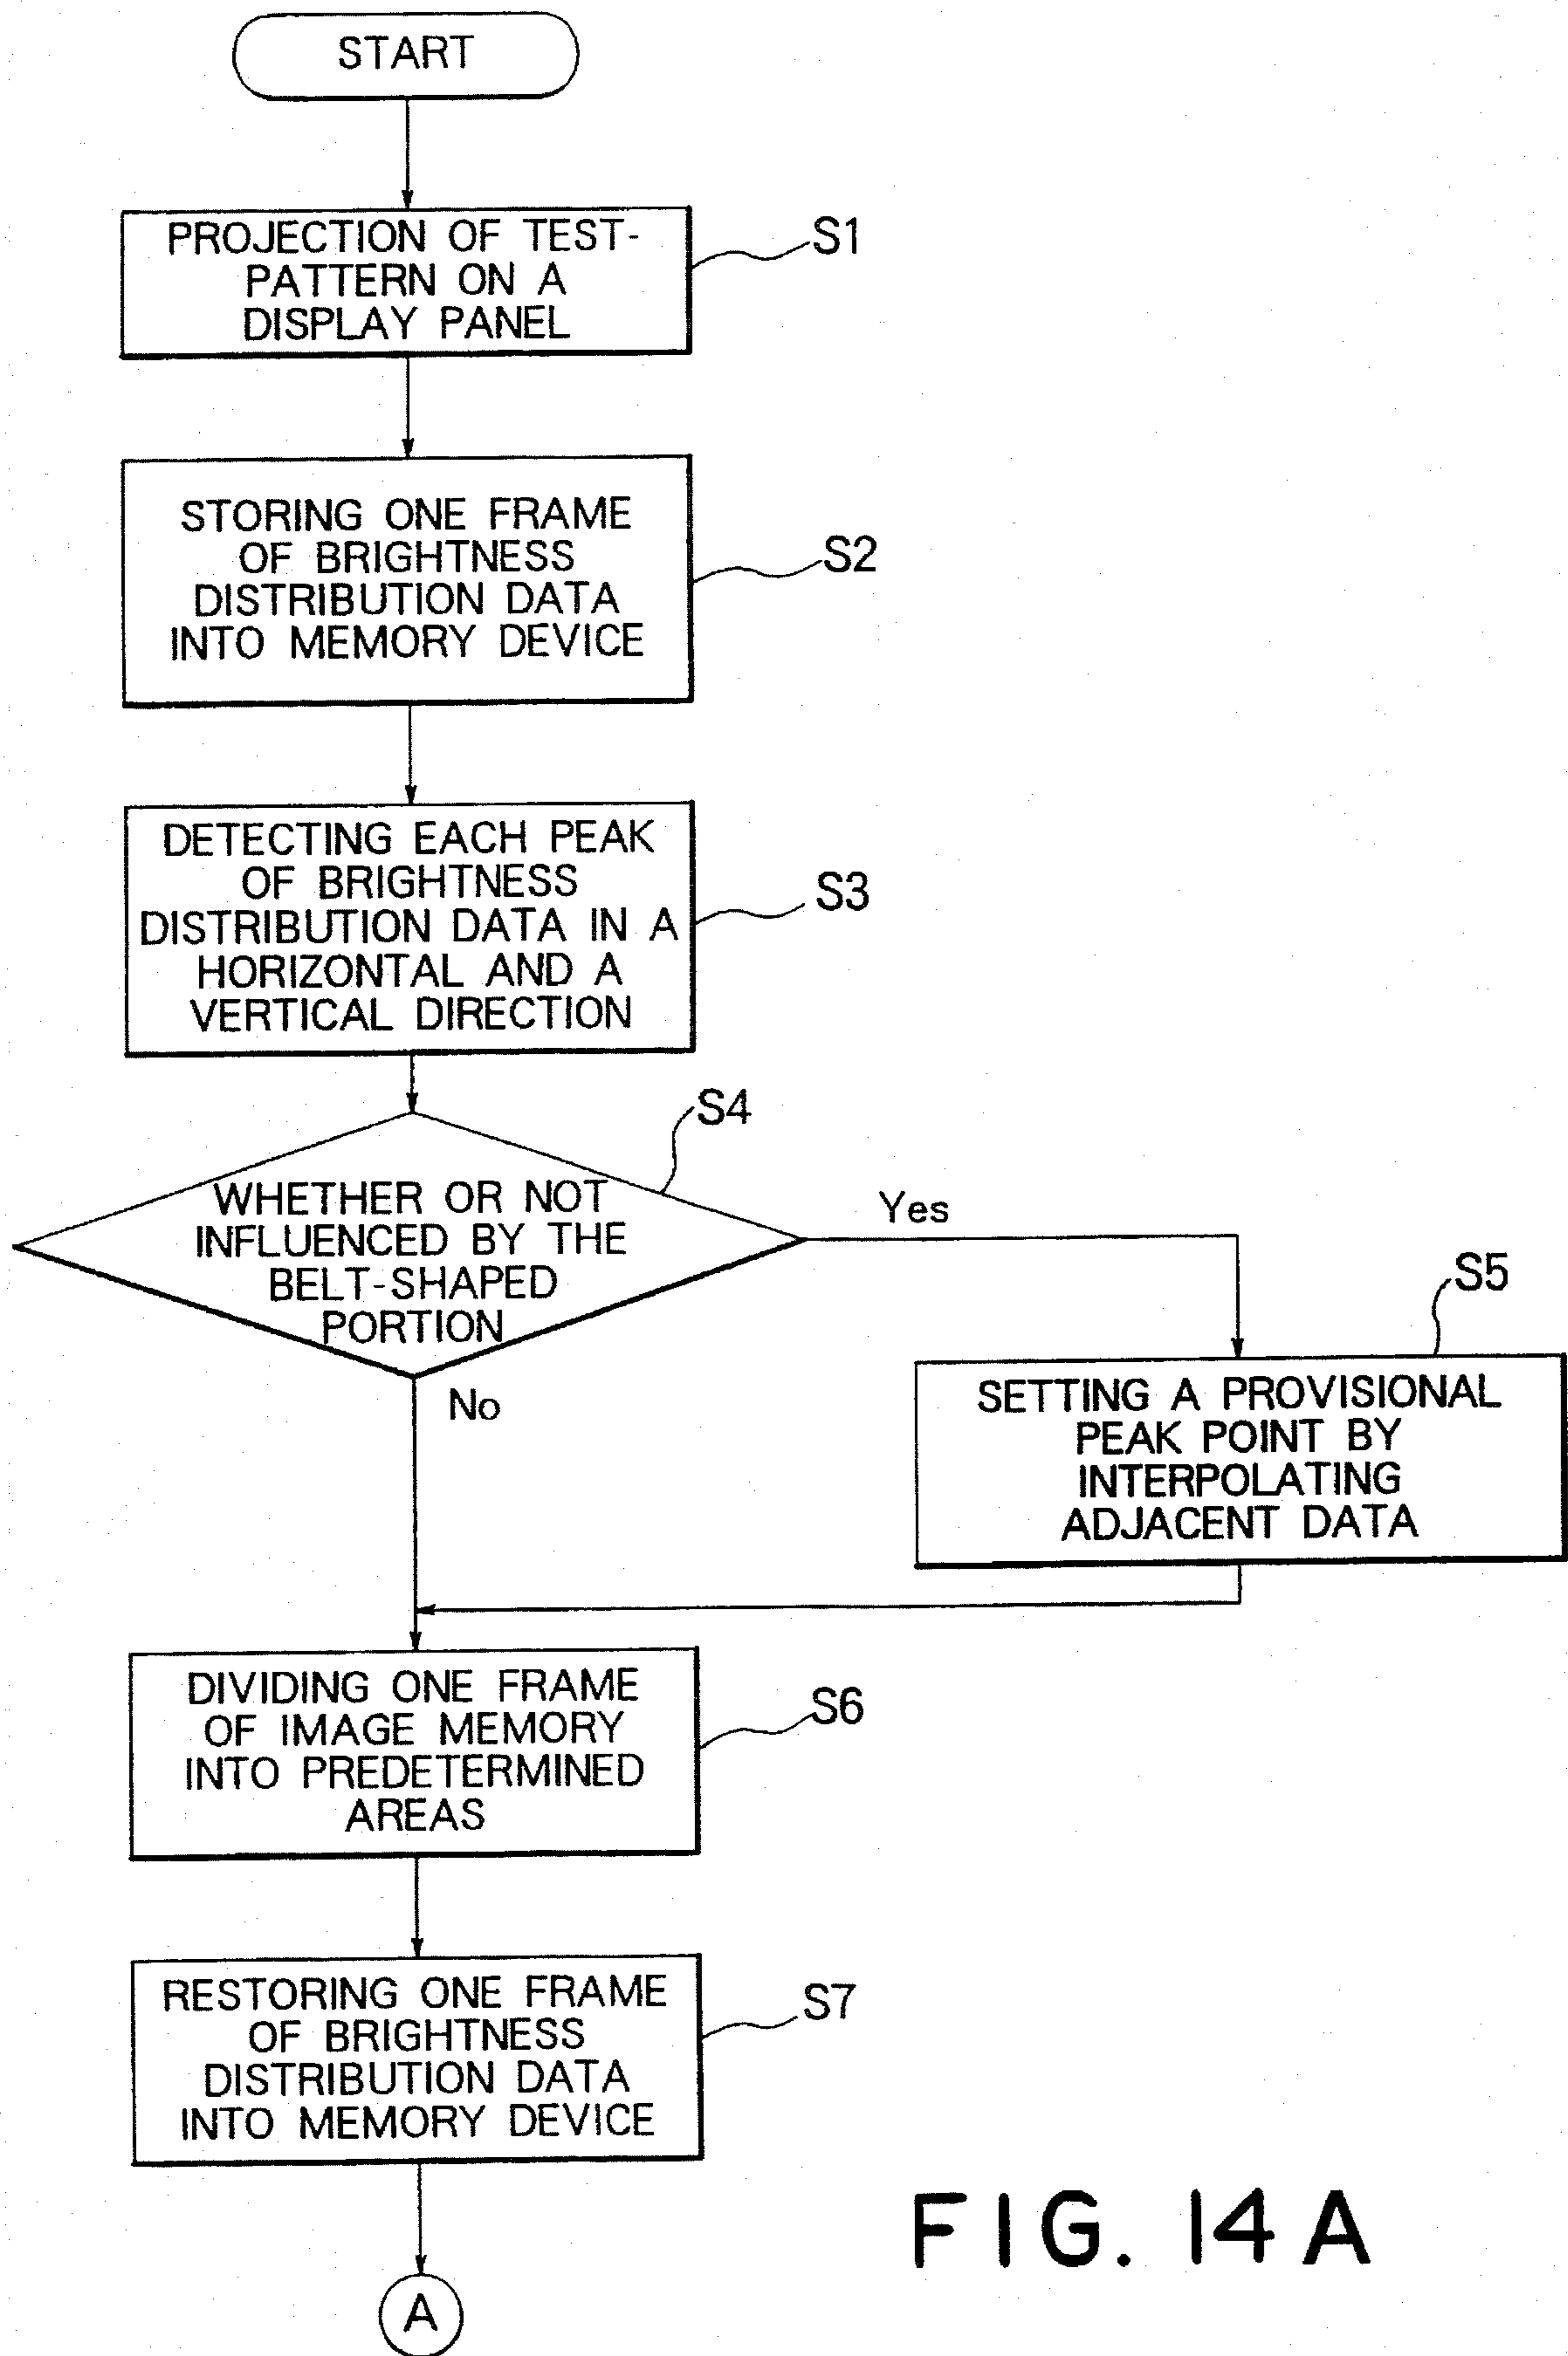 START
PROJECTION OF TEST-
PATTERN ON A
DISPLAY PANEL
S1
STORING ONE FRAME
OF BRIGHTNESS
DISTRIBUTION DATA
INTO MEMORY DEVICE
S2
DETECTING EACH PEAK
OF BRIGHTNESS
DISTRIBUTION DATA IN A
HORIZONTAL AND A
VERTICAL DIRECTION
S3
S4
WHETHER OR NOT
INFLUENCED BY THE
BELT-SHAPED
PORTION
Yes
No
S5
SETTING A PROVISIONAL
PEAK POINT BY
INTERPOLATING
ADJACENT DATA
DIVIDING ONE FRAME
OF IMAGE MEMORY
INTO PREDETERMINED
AREAS
S6
RESTORING ONE FRAME
OF BRIGHTNESS
DISTRIBUTION DATA
INTO MEMORY DEVICE
S7
A
FIG. 14A